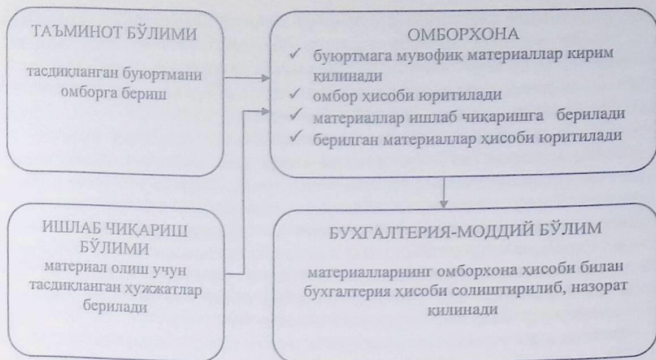 ТАЪМИНОТ БЎЛИМИ
тасдиқланган буюртмани
омборга бериш
ОМБОРХОНА
✓ буюртмага мувофиқ материаллар кирим
қилинади
✓ омбор ҳисоби юритилади
✓ материаллар ишлаб чиқаришга берилади
✓ берилган материаллар ҳисоби юритилади
ИШЛАБ ЧИҚАРИШ
БЎЛИМИ
материал олиш учун
тасдиқланган ҳужжатлар
берилади
БУХГАЛТЕРИЯ-МОДДИЙ БЎЛИМ
материалларнинг омборхона ҳисоби билан
бухгалтерия ҳисоби солиштирилиб, назорат
қилинади